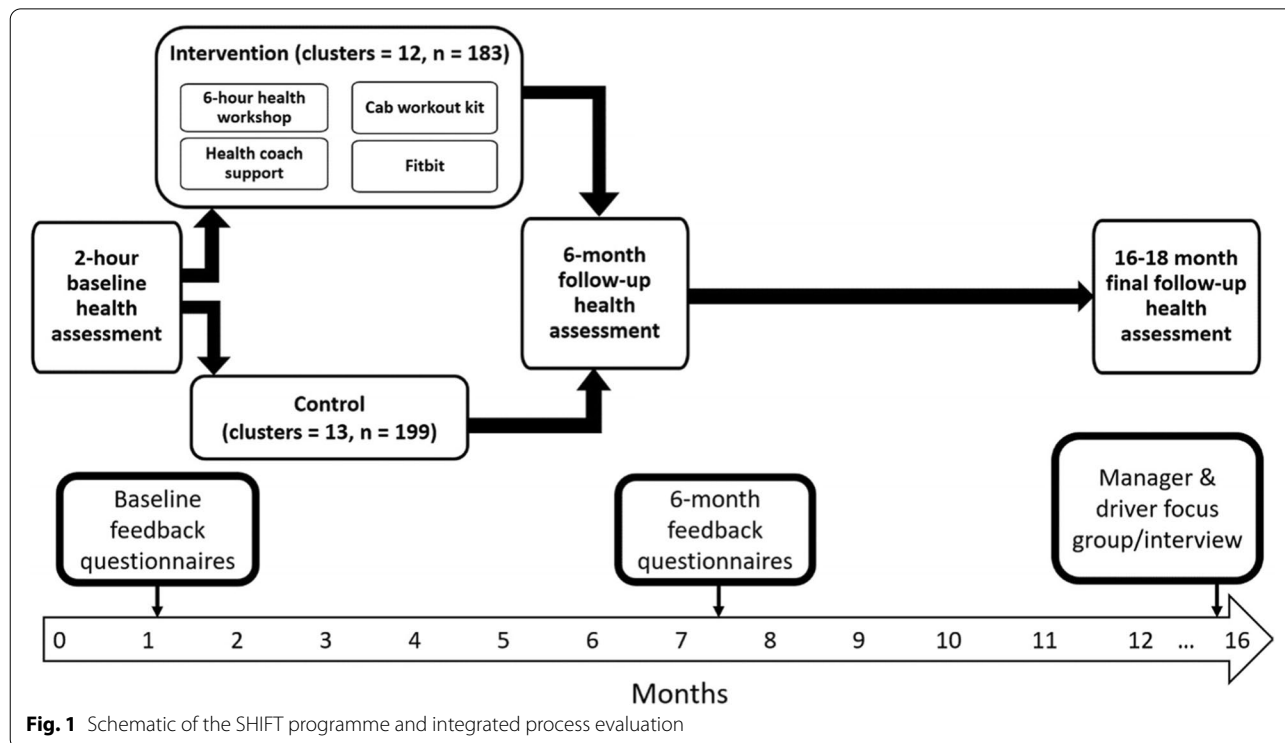 Intervention (clusters = 12, n = 183)
6-hour health
workshop
Cab workout kit
Health coach
support
Fitbit
2-hour
baseline
health
assessment
6-month
follow-up
health
assessment
16-18 month
final follow-up
health
assessment
Control
(clusters = 13, n = 199)
Baseline
feedback
questionnaires
6-month
feedback
questionnaires
Manager &
driver focus
group/interview
0 1 2 3 4 5 6 7 8 9 10 11 12 ... 16
Months
Fig. 1 Schematic of the SHIFT programme and integrated process evaluation